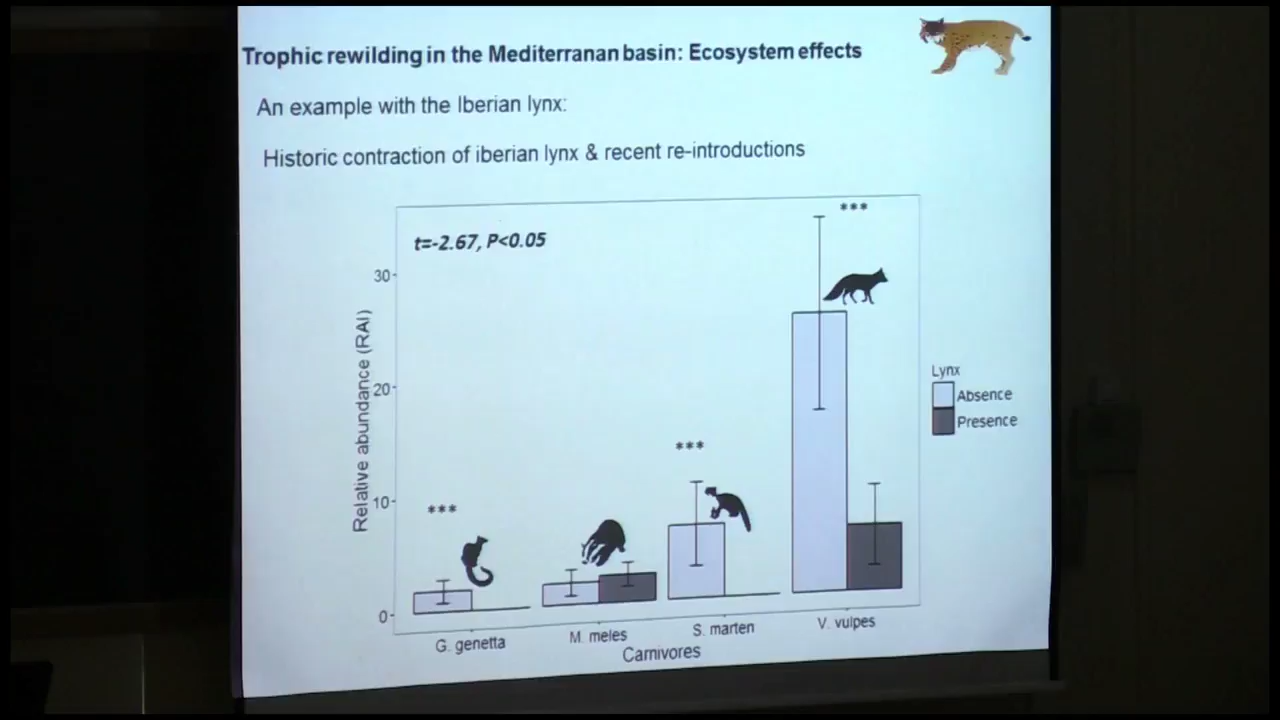 Trophic rewilding in the Mediterranan basin: Ecosystem effects
An example with the Iberian lynx:
Historic contraction of iberian lynx & recent re-introductions
t=-2.67, P<0.05
***
***
***
30
20
10
0
Relative abundance (RAI)
Lynx
Absence
Presence
G. genetta
M. meles
S. marten
V. vulpes
Carnivores